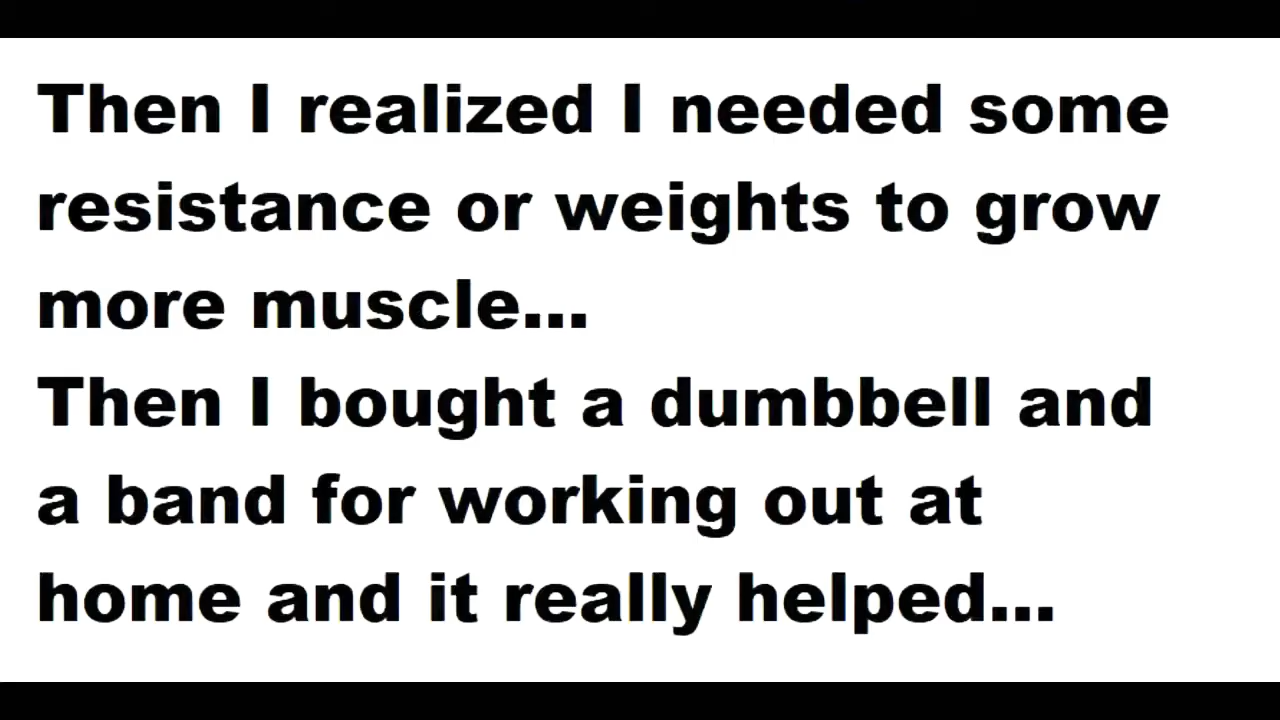 Then I realized I needed some
resistance or weights to grow
more muscle...
Then I bought a dumbbell and
a band for working out at
home and it really helped...